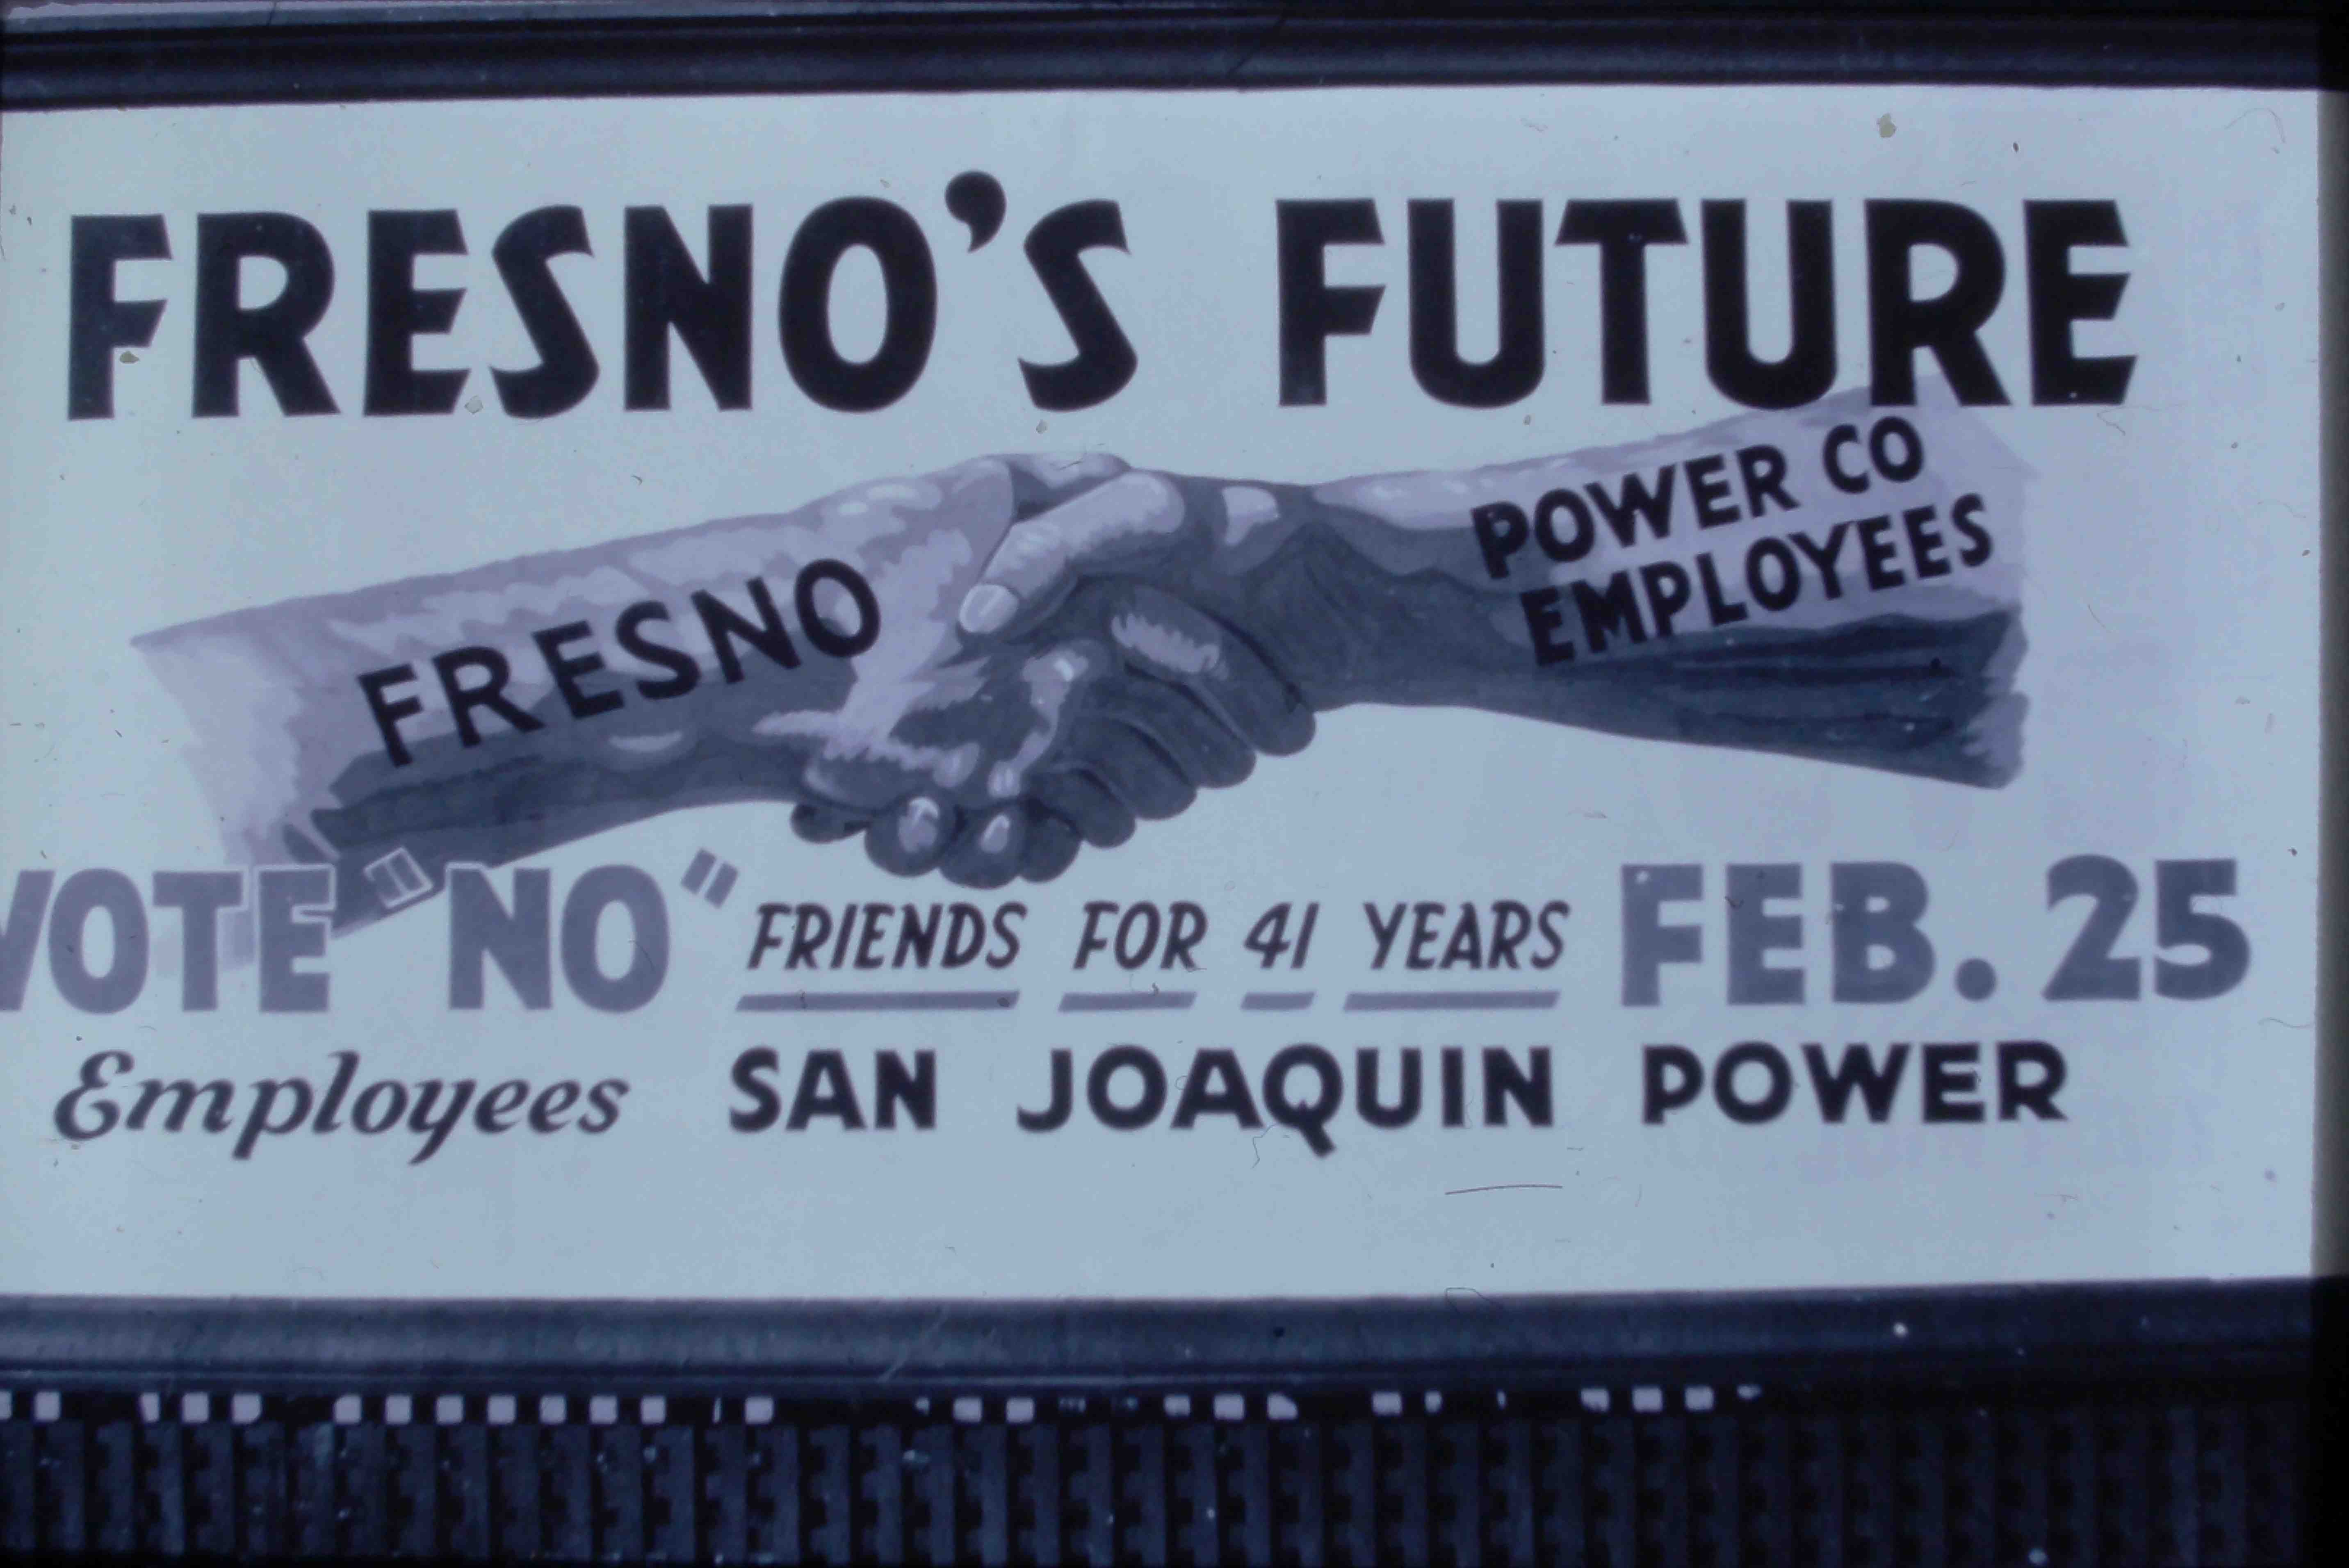 FRESNO'S FUTURE
POWER CO
EMPLOYEES
FRESNO
VOTE "NO" FRIENDS FOR 41 YEARS FEB. 25
Employees SAN JOAQUIN POWER